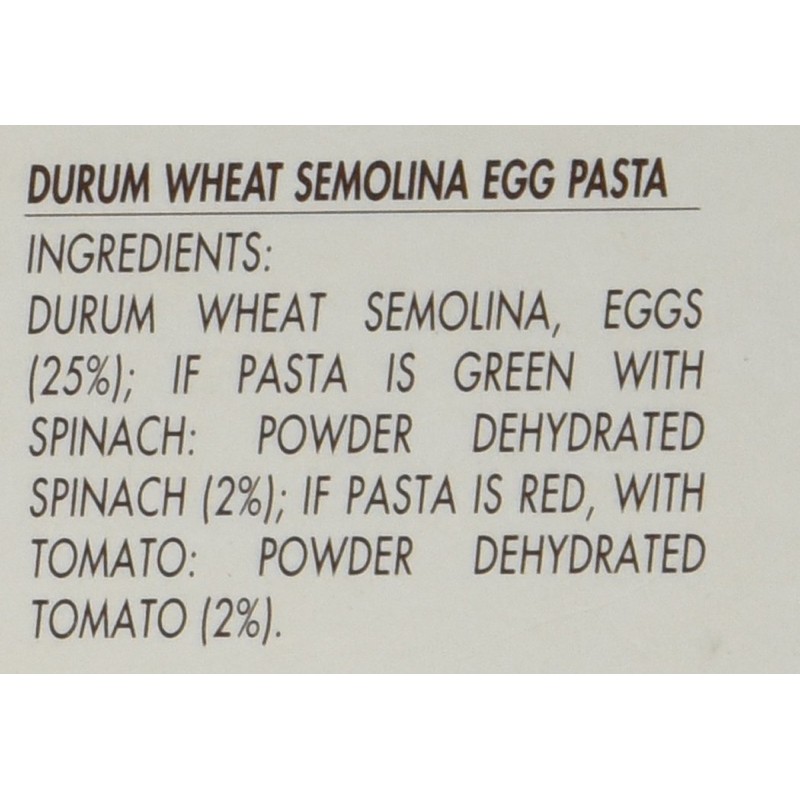 DURUM WHEAT SEMOLINA EGG PASTA
INGREDIENTS:
DURUM WHEAT SEMOLINA, EGGS
(25%); IF PASTA IS GREEN WITH
SPINACH: POWDER DEHYDRATED
SPINACH (2%); IF PASTA IS RED, WITH
TOMATO: POWDER DEHYDRATED
TOMATO (2%).